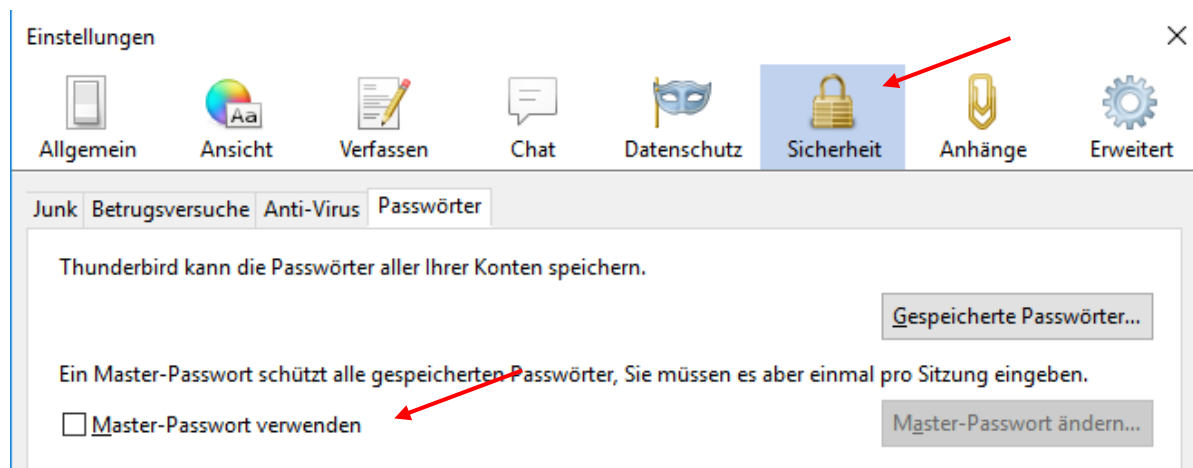 Einstellungen
Aa
Allgemein Ansicht Verfassen Chat Datenschutz Sicherheit Anhänge Erweitert
Junk Betrugsversuche Anti-Virus Passwörter
Thunderbird kann die Passwörter aller Ihrer Konten speichern.
Gespeicherte Passwörter...
Ein Master-Passwort schützt alle gespeicherten Passwörter, Sie müssen es aber einmal pro Sitzung eingeben.
Master-Passwort verwenden Master-Passwort ändern...